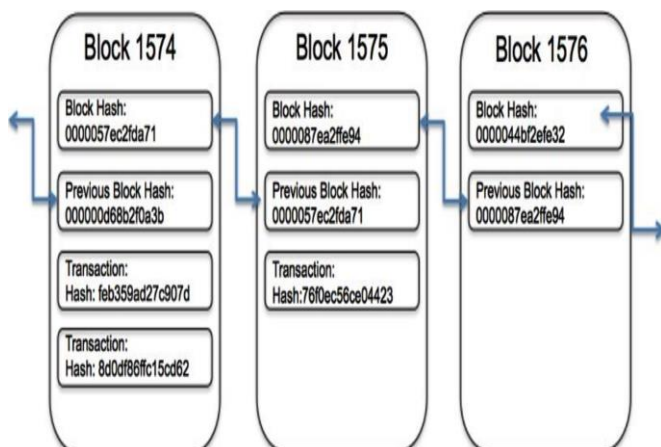 Block 1574
Block Hash:
0000057ec2fda71
Previous Block Hash:
000000d68b2f0a3b
Transaction:
Hash: feb359ad27c907d
Transaction:
Hash: 8d0df86ffc15cd62
Block 1575
Block Hash:
0000087ea2ffe94
Previous Block Hash:
0000057ec2fda71
Transaction:
Hash:76f0ec56ce04423
Block 1576
Block Hash:
0000044bf2efe32
Previous Block Hash:
0000087ea2ffe94